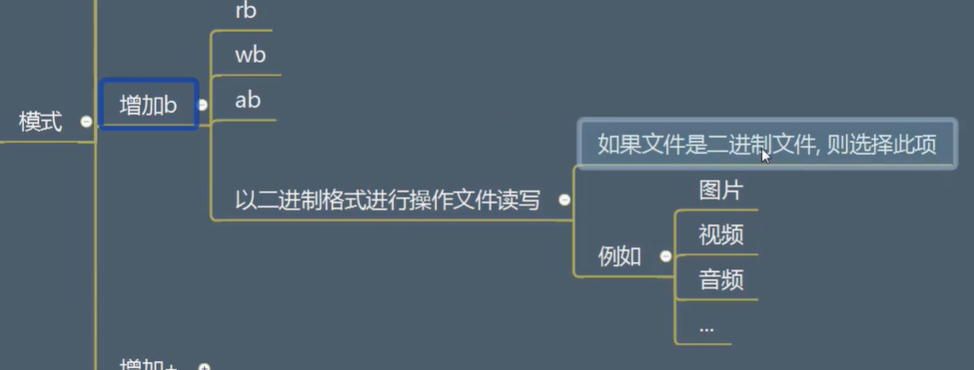 rb
wb
增加b
ab
模式
如果文件是二进制文件, 则选择此项
图片
以二进制格式进行操作文件读写
视频
例如
音频
...
增加+